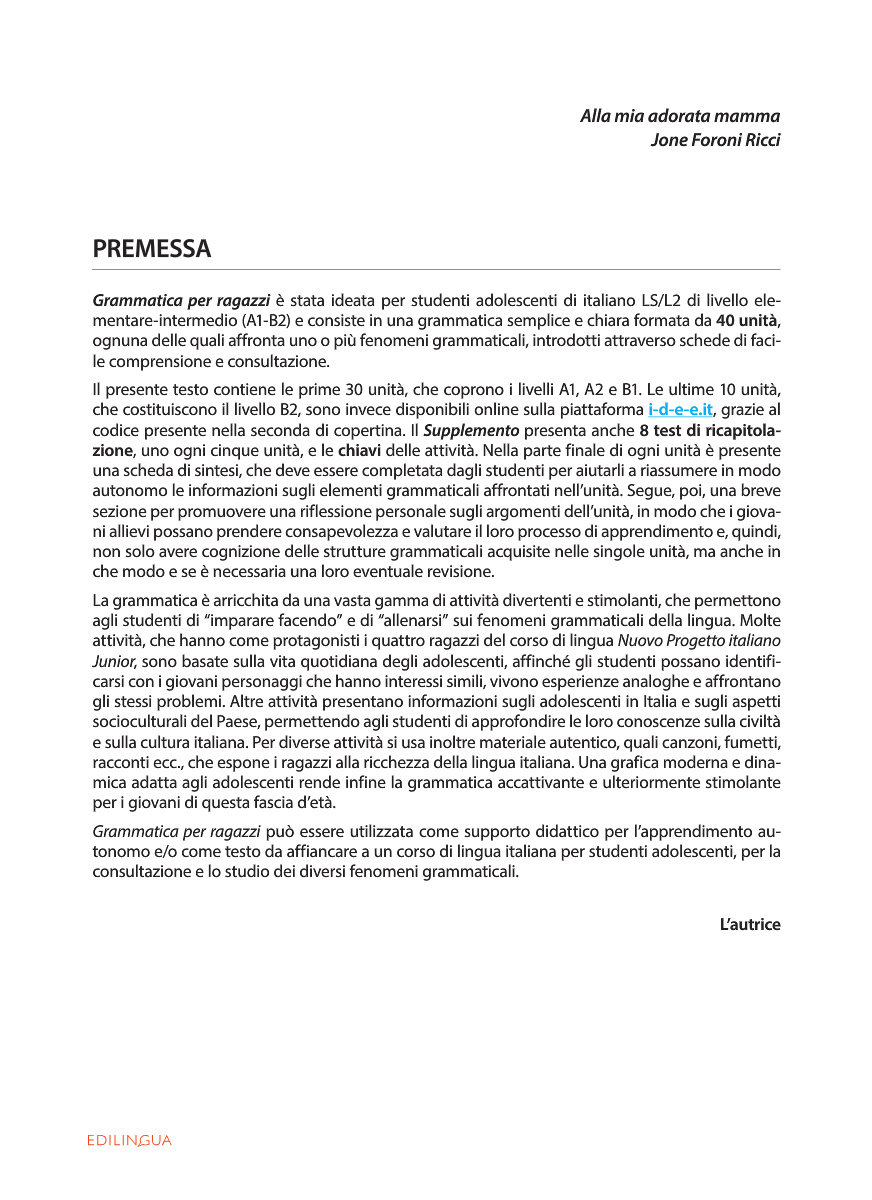 Alla mia adorata mamma
Jone Foroni Ricci
PREMESSA
Grammatica per ragazzi è stata ideata per studenti adolescenti di italiano LS/L2 di livello ele-
mentare-intermedio (A1-B2) e consiste in una grammatica semplice e chiara formata da 40 unità,
ognuna delle quali affronta uno o più fenomeni grammaticali, introdotti attraverso schede di faci-
le comprensione e consultazione.
Il presente testo contiene le prime 30 unità, che coprono i livelli A1, A2 e B1. Le ultime 10 unità,
che costituiscono il livello B2, sono invece disponibili online sulla piattaforma i-d-e-e.it, grazie al
codice presente nella seconda di copertina. Il Supplemento presenta anche 8 test di ricapitola-
zione, uno ogni cinque unità, e le chiavi delle attività. Nella parte finale di ogni unità è presente
una scheda di sintesi, che deve essere completata dagli studenti per aiutarli a riassumere in modo
autonomo le informazioni sugli elementi grammaticali affrontati nell’unità. Segue, poi, una breve
sezione per promuovere una riflessione personale sugli argomenti dell’unità, in modo che i giova-
ni allievi possano prendere consapevolezza e valutare il loro processo di apprendimento e, quindi,
non solo avere cognizione delle strutture grammaticali acquisite nelle singole unità, ma anche in
che modo e se è necessaria una loro eventuale revisione.
La grammatica è arricchita da una vasta gamma di attività divertenti e stimolanti, che permettono
agli studenti di “imparare facendo” e di “allenarsi” sui fenomeni grammaticali della lingua. Molte
attività, che hanno come protagonisti i quattro ragazzi del corso di lingua Nuovo Progetto italiano
Junior, sono basate sulla vita quotidiana degli adolescenti, affinché gli studenti possano identifi-
carsi con i giovani personaggi che hanno interessi simili, vivono esperienze analoghe e affrontano
gli stessi problemi. Altre attività presentano informazioni sugli adolescenti in Italia e sugli aspetti
socioculturali del Paese, permettendo agli studenti di approfondire le loro conoscenze sulla civiltà
e sulla cultura italiana. Per diverse attività si usa inoltre materiale autentico, quali canzoni, fumetti,
racconti ecc., che espone i ragazzi alla ricchezza della lingua italiana. Una grafica moderna e dina-
mica adatta agli adolescenti rende infine la grammatica accattivante e ulteriormente stimolante
per i giovani di questa fascia d’età.
Grammatica per ragazzi può essere utilizzata come supporto didattico per l’apprendimento au-
tonomo e/o come testo da affiancare a un corso di lingua italiana per studenti adolescenti, per la
consultazione e lo studio dei diversi fenomeni grammaticali.
L’autrice
EDILINGUA